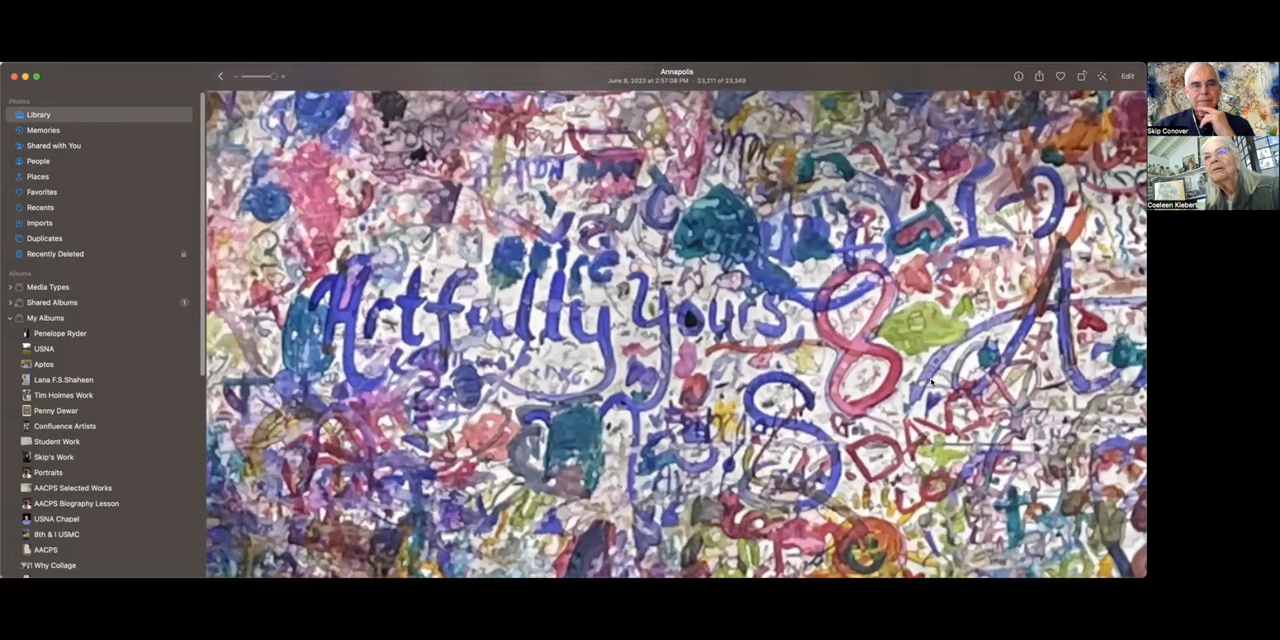 Annapolis
June 8, 2023 at 2:57:08 PM - 23,211 of 23,349
Edit
Photos
Library
Memories
Shared with You
People
Places
Favorites
Recents
Imports
Duplicates
Recently Deleted
Albums
Media Types
Shared Albums
1
My Albums
Penelope Ryder
USNA
Aptos
Lana F.S.Shaheen
Tim Holmes Work
Penny Dewar
Confluence Artists
Student Work
Skip's Work
Portraits
AACPS Selected Works
AACPS Biography Lesson
USNA Chapel
8th & I USMC
AACPS
Why Collage
Artfully Yours,
8
Skip Conover
Coeleen Kiebert